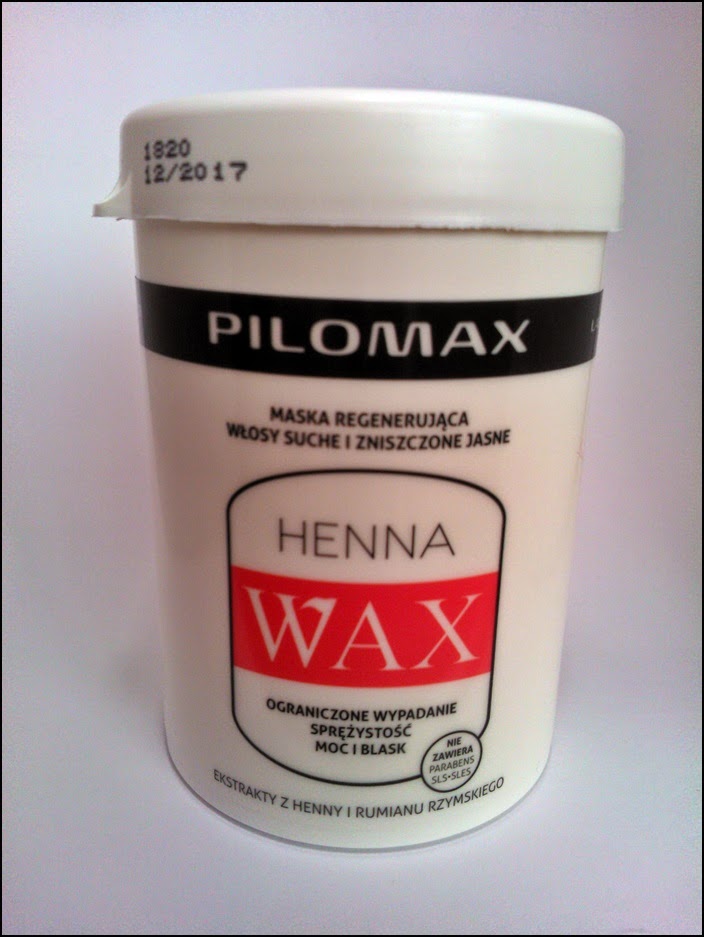 1820
12/2017
PILOMAX
MASKA REGENERUJĄCA
WŁOSY SUCHE I ZNISZCZONE JASNE
HENNA
WAX
OGRANICZONE WYPADANIE
SPRĘŻYSTOŚĆ
MOC I BLASK
NIE
ZAWIERA
PARABENS
SLS•SLES
EKSTRAKTY Z HENNY I RUMIANU RZYMSKIEGO